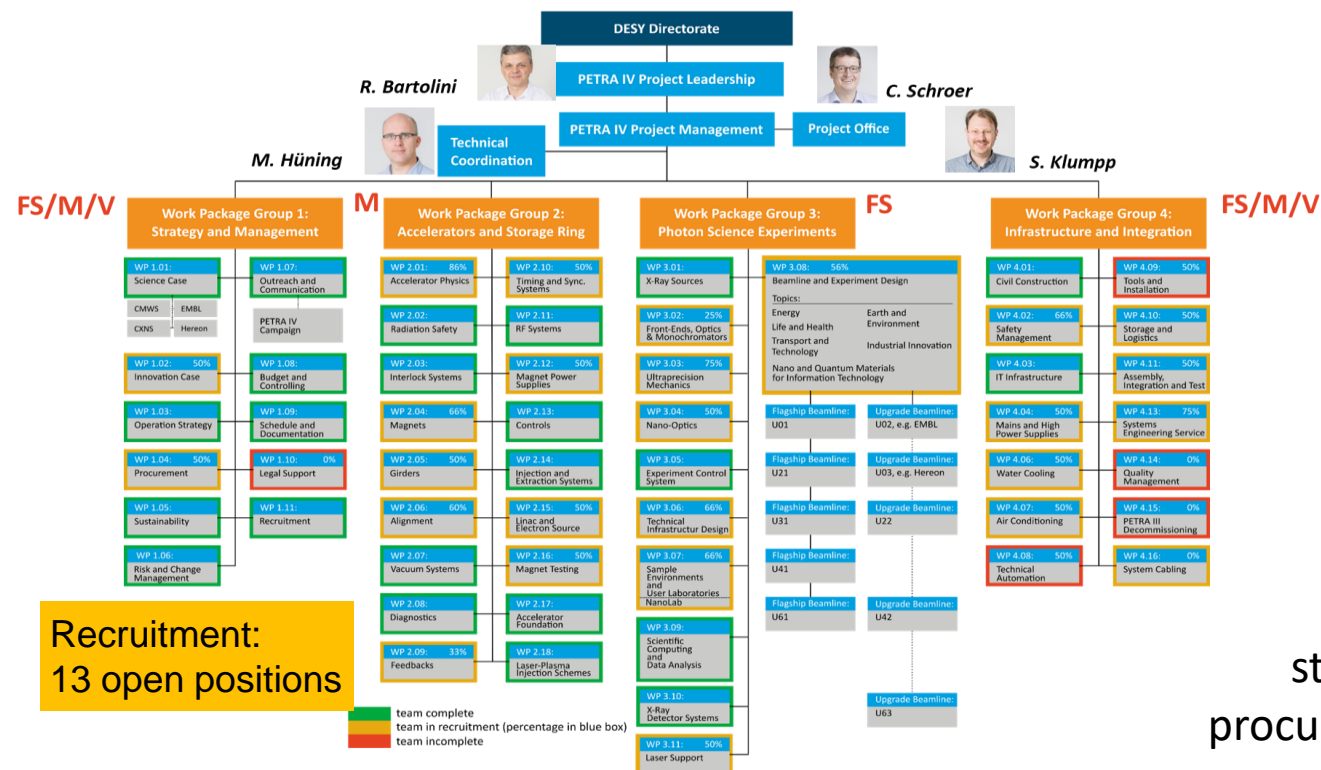 DESY Directorate
PETRA IV Project Leadership
R. Bartolini
C. Schroer
PETRA IV Project Management
Project Office
Technical
Coordination
M. Hüning
S. Klumpp
FS/M/V
Work Package Group 1:
Strategy and Management
M
Work Package Group 2:
Accelerators and Storage Ring
Work Package Group 3:
Photon Science Experiments
FS
Work Package Group 4:
Infrastructure and Integration
FS/M/V
WP 1.01:
Science Case
CMWS
EMBL
CXNS
Hereon
WP 1.02: 50%
Innovation Case
WP 1.03:
Operation Strategy
WP 1.04: 50%
Procurement
WP 1.05:
Sustainability
WP 1.06:
Risk and Change
Management
WP 1.07:
Outreach and
Communication
PETRA IV
Campaign
WP 1.08:
Budget and
Controlling
WP 1.09:
Schedule and
Documentation
WP 1.10: 0%
Legal Support
WP 1.11:
Recruitment
WP 2.01: 86%
Accelerator Physics
WP 2.02:
Radiation Safety
WP 2.03:
Interlock Systems
WP 2.04: 66%
Magnets
WP 2.05: 50%
Girders
WP 2.06: 60%
Alignment
WP 2.07:
Vacuum Systems
WP 2.08:
Diagnostics
WP 2.09: 33%
Feedbacks
WP 2.10: 50%
Timing and Sync.
Systems
WP 2.11:
RF Systems
WP 2.12: 50%
Magnet Power
Supplies
WP 2.13:
Controls
WP 2.14:
Injection and
Extraction Systems
WP 2.15: 50%
Linac and
Electron Source
WP 2.16: 50%
Magnet Testing
WP 2.17:
Accelerator
Foundation
WP 2.18:
Laser-Plasma
Injection Schemes
WP 3.01:
X-Ray Sources
WP 3.02: 25%
Front-Ends, Optics
& Monochromators
WP 3.03: 75%
Ultraprecision
Mechanics
WP 3.04: 50%
Nano-Optics
WP 3.05:
Experiment Control
System
WP 3.06: 66%
Technical
Infrastructur Design
WP 3.07: 66%
Sample
Environments
and
User Laboratories
NanoLab
WP 3.09:
Scientific
Computing
and
Data Analysis
WP 3.10:
X-Ray
Detector Systems
WP 3.11: 50%
Laser Support
WP 3.08: 56%
Beamline and Experiment Design
Topics:
Energy
Life and Health
Transport and
Technology
Earth and
Environment
Industrial Innovation
Nano and Quantum Materials
for Information Technology
Flagship Beamline:
U01
Flagship Beamline:
U21
Flagship Beamline:
U31
Flagship Beamline:
U41
Flagship Beamline:
U61
Upgrade Beamline:
U02, e.g. EMBL
Upgrade Beamline:
U03, e.g. Hereon
Upgrade Beamline:
U22
Upgrade Beamline:
U42
Upgrade Beamline:
U63
WP 4.01:
Civil Construction
WP 4.02: 66%
Safety
Management
WP 4.03:
IT Infrastructure
WP 4.04: 50%
Mains and High
Power Supplies
WP 4.06: 50%
Water Cooling
WP 4.07: 50%
Air Conditioning
WP 4.08: 50%
Technical
Automation
WP 4.09: 50%
Tools and
Installation
WP 4.10: 50%
Storage and
Logistics
WP 4.11: 50%
Assembly,
Integration and Test
WP 4.13: 75%
Systems
Engineering Service
WP 4.14: 0%
Quality
Management
WP 4.15: 0%
PETRA III
Decommissioning
WP 4.16: 0%
System Cabling
Recruitment:
13 open positions
team complete
team in recruitment (percentage in blue box)
team incomplete
st
procu